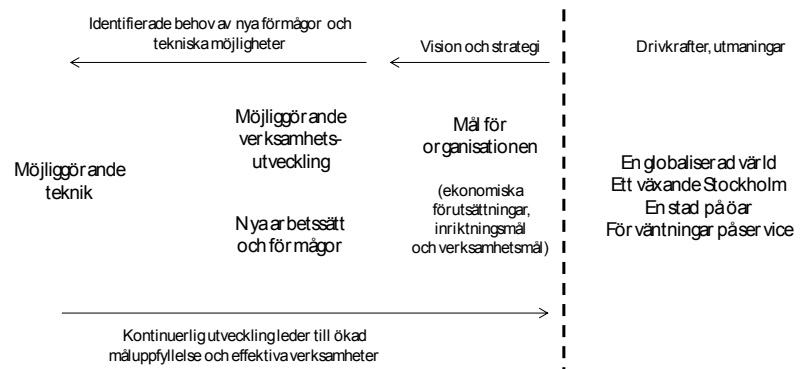 Identifierade behov av nya förmågor och
tekniska möjligheter
Vision och strategi
Drivkrafter, utmaningar
Möjliggörande
teknik
Möjliggörande
verksamhets-
utveckling
Nya arbetssätt
och förmågor
Mål för
organisationen
(ekonomiska
förutsättningar,
inriktningsmål
och verksamhetsmål)
En globaliserad värld
Ett växande Stockholm
En stad på öar
Förväntningar på service
Kontinuerlig utveckling leder till ökad
måluppfyllelse och effektiva verksamheter